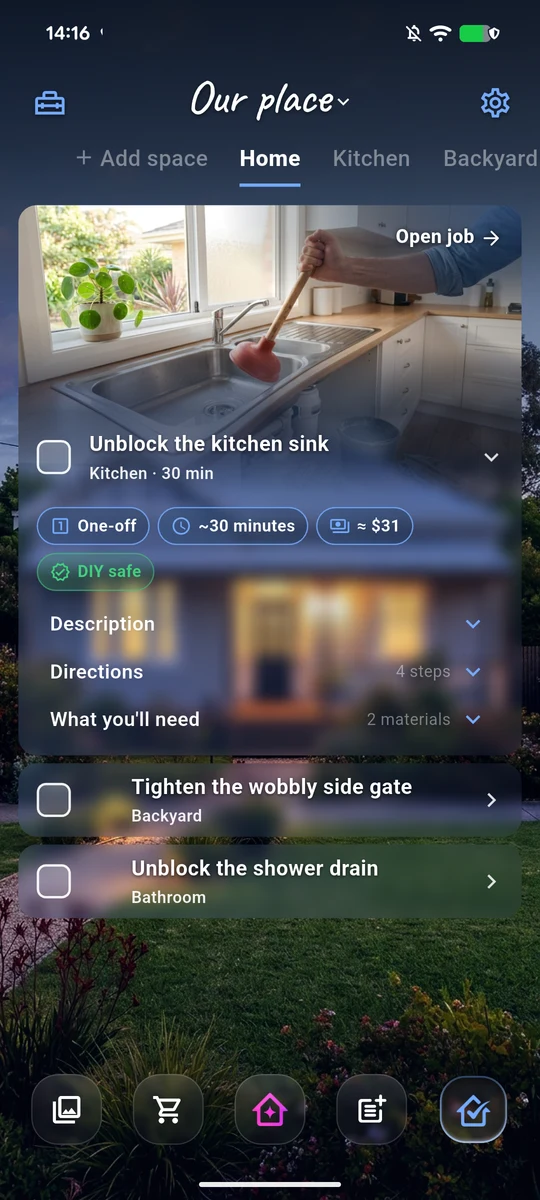 14:16
Our place
+ Add space
Home
Kitchen
Backyard
Open job →
Unblock the kitchen sink
Kitchen · 30 min
One-off
~30 minutes
≈ $31
DIY safe
Description
Directions
4 steps
What you'll need
2 materials
Tighten the wobbly side gate
Backyard
Unblock the shower drain
Bathroom